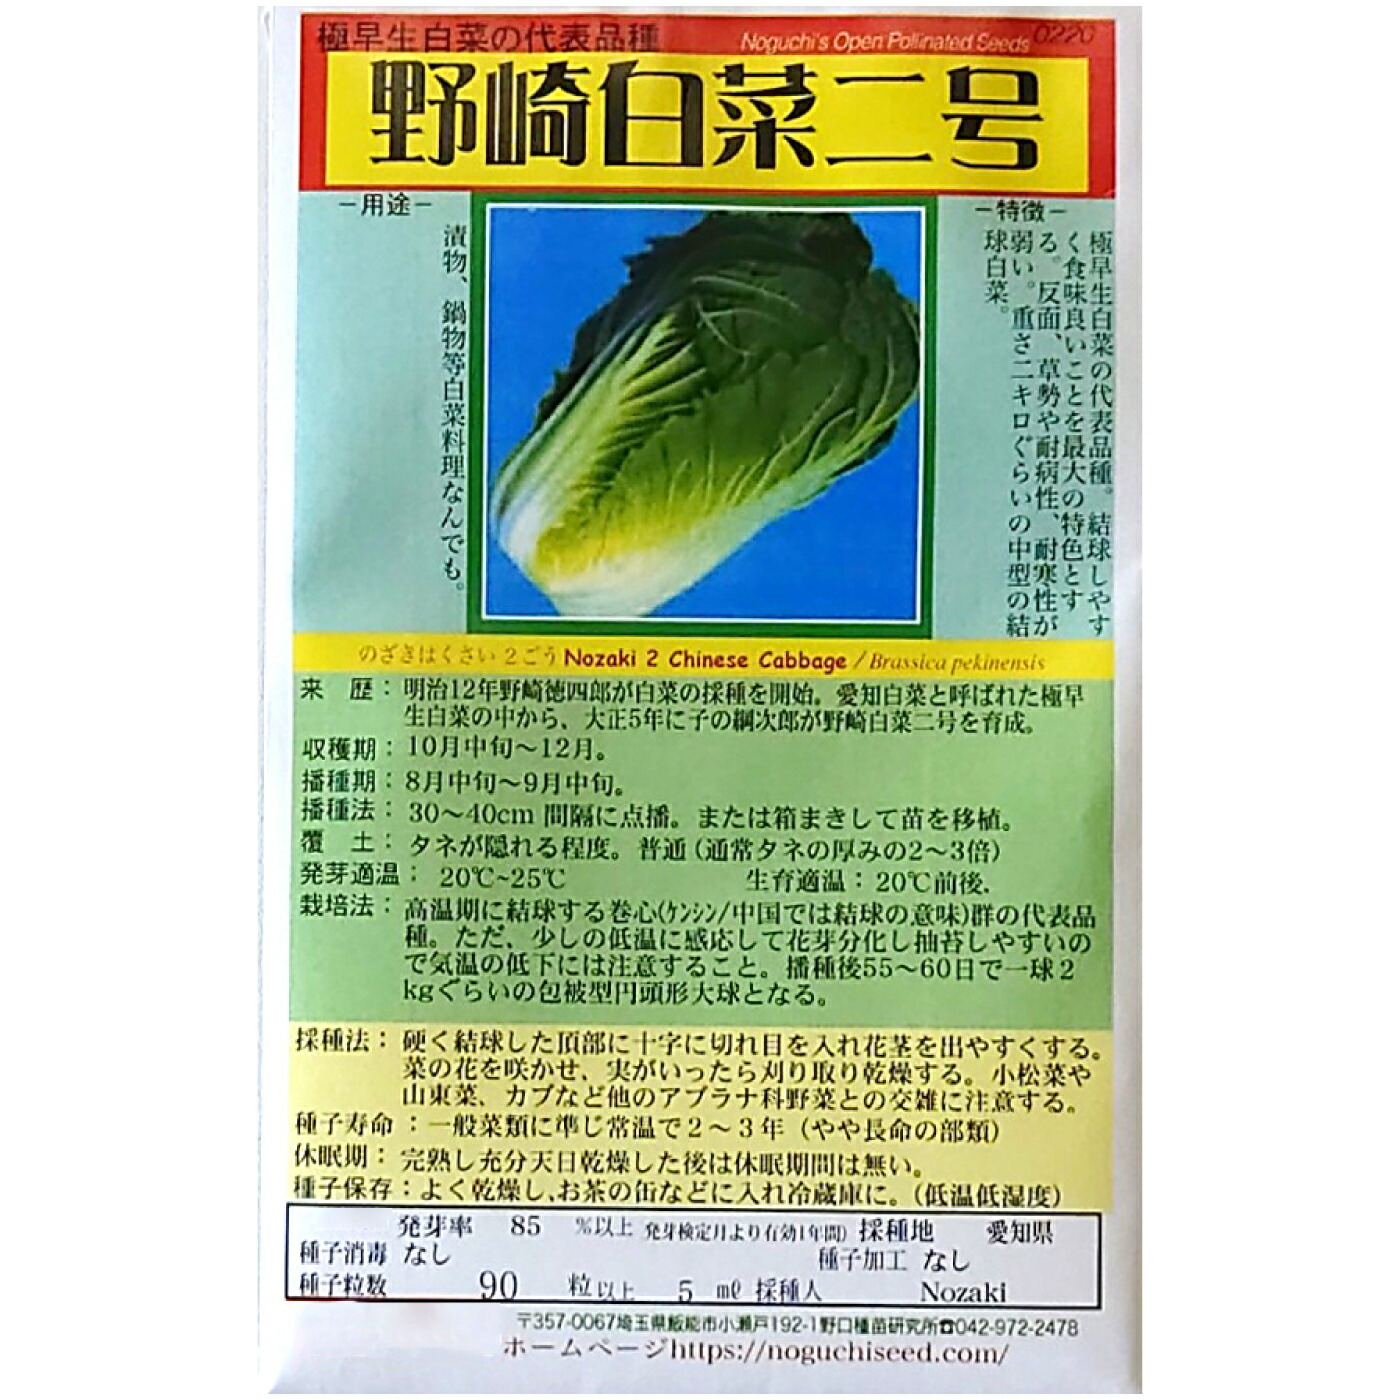 極早生白菜の代表品種
Noguchi's Open Pollinated Seeds
0220
野崎白菜二号
－用途－
漬物、鍋物等白菜料理なんでも。
－特徴－
極早生白菜の代表品種。結球しやす
く食味良いことを最大の特色とす
る。反面、草勢や耐病性、耐寒性が
弱い。重さ二キロぐらいの中型の結
球白菜。
のざきはくさい２ごう Nozaki 2 Chinese Cabbage / Brassica pekinensis
来　歴：明治12年野崎徳四郎が白菜の採種を開始。愛知白菜と呼ばれた極早
生白菜の中から、大正5年に子の綱次郎が野崎白菜二号を育成。
収穫期：10月中旬～12月。
播種期：8月中旬～9月中旬。
播種法：30～40cm 間隔に点播。または箱まきして苗を移植。
覆　土：タネが隠れる程度。普通（通常タネの厚みの2～3倍）
発芽適温：20℃~25℃　生育適温：20℃前後.
栽培法：高温期に結球する巻心(ｹﾝｼﾝ/中国では結球の意味)群の代表品
種。ただ、少しの低温に感応して花芽分化し抽苔しやすいの
で気温の低下には注意すること。播種後55～60日で一球２
kgぐらいの包被型円頭形大球となる。
採種法：硬く結球した頂部に十字に切れ目を入れ花茎を出やすくする。
菜の花を咲かせ、実がいったら刈り取り乾燥する。小松菜や
山東菜、カブなど他のアブラナ科野菜との交雑に注意する。
種子寿命：一般菜類に準じ常温で２～３年（やや長命の部類）
休眠期：完熟し充分天日乾燥した後は休眠期間は無い。
種子保存：よく乾燥し､お茶の缶などに入れ冷蔵庫に。（低温低湿度）
発芽率　85　％以上　発芽検定月より有効1年間）　採種地　愛知県
種子消毒　なし　種子加工　なし
種子粒数　90　粒以上　5　mℓ　採種人　Nozaki
〒357-0067埼玉県飯能市小瀬戸192-1野口種苗研究所☎042-972-2478
ホームページhttps://noguchiseed.com/